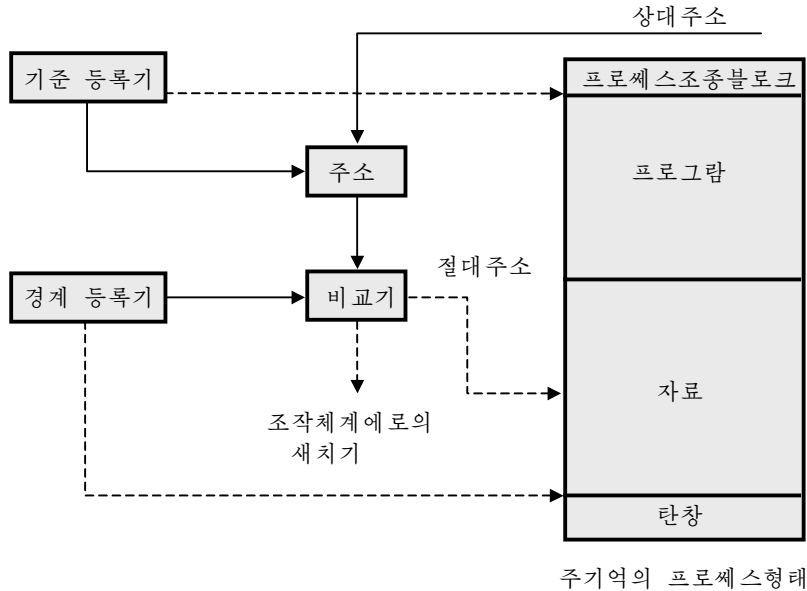 상대주소
기준 등록기
프로쎄스조종블로크
주소
프로그람
절대주소
경계 등록기
비교기
자료
조작체계에로의
새치기
탄창
주기억의 프로쎄스형태